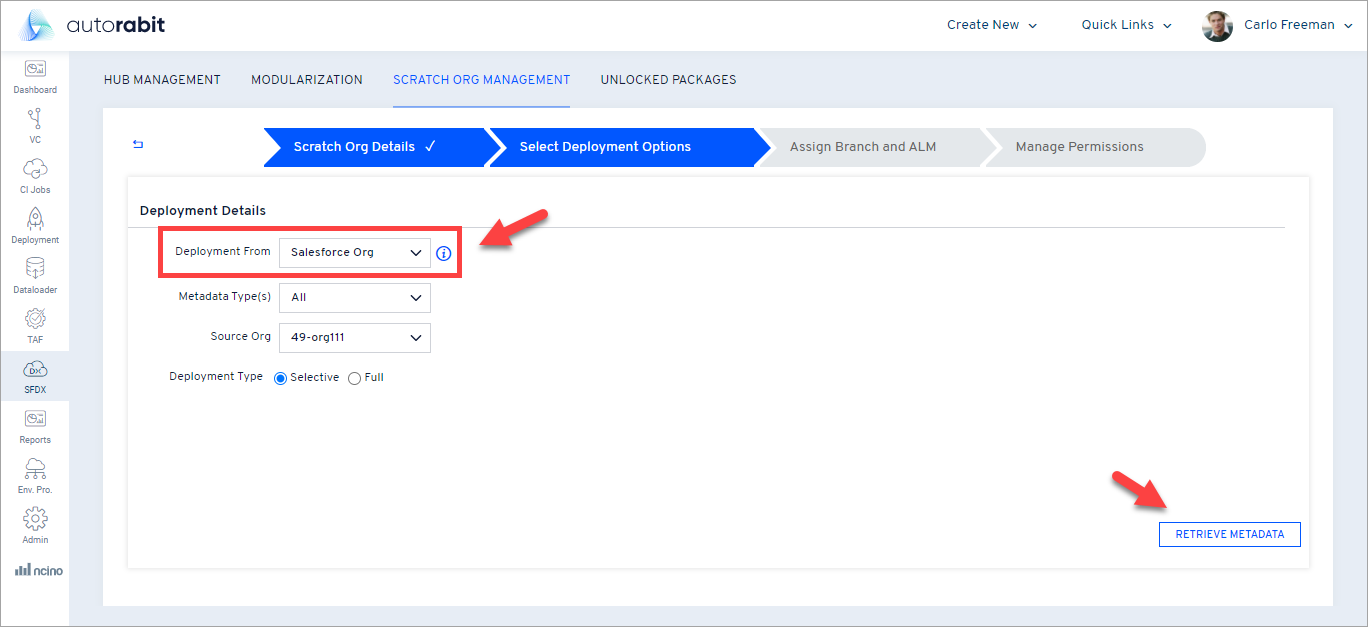 autorabit
Create New
Quick Links
Carlo Freeman
Dashboard
VC
CI Jobs
Deployment
Dataloader
TAF
DX
SFDX
Reports
Env. Pro.
Admin
ncino
HUB MANAGEMENT
MODULARIZATION
SCRATCH ORG MANAGEMENT
UNLOCKED PACKAGES
Scratch Org Details ✓
Select Deployment Options
Assign Branch and ALM
Manage Permissions
Deployment Details
Deployment From
Salesforce Org
i
Metadata Type(s)
All
Source Org
49-org111
Deployment Type
Selective
Full
RETRIEVE METADATA